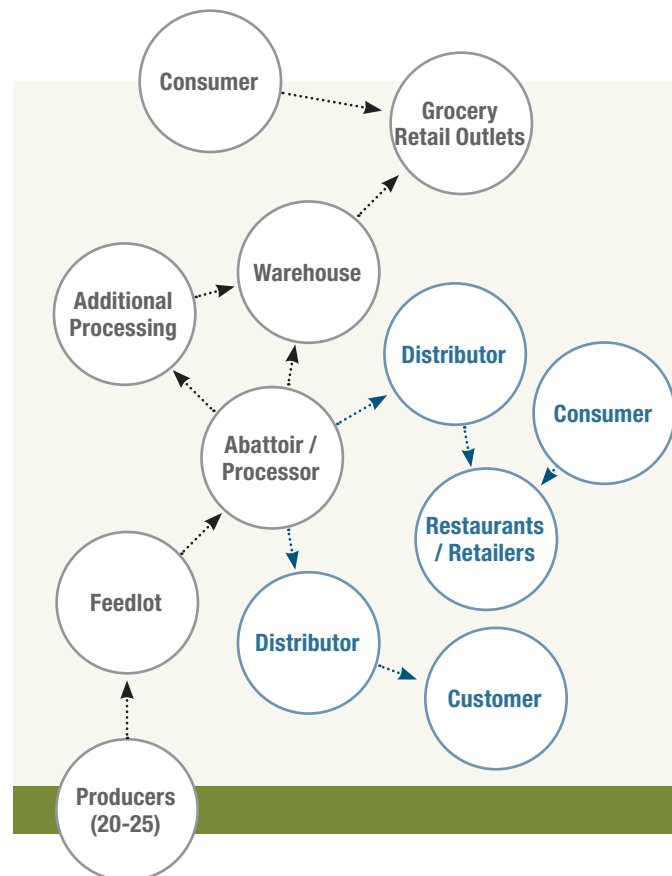 Consumer
Grocery
Retail Outlets
Warehouse
Additional
Processing
Distributor
Consumer
Abattoir /
Processor
Restaurants
/ Retailers
Feedlot
Distributor
Customer
Producers
(20-25)